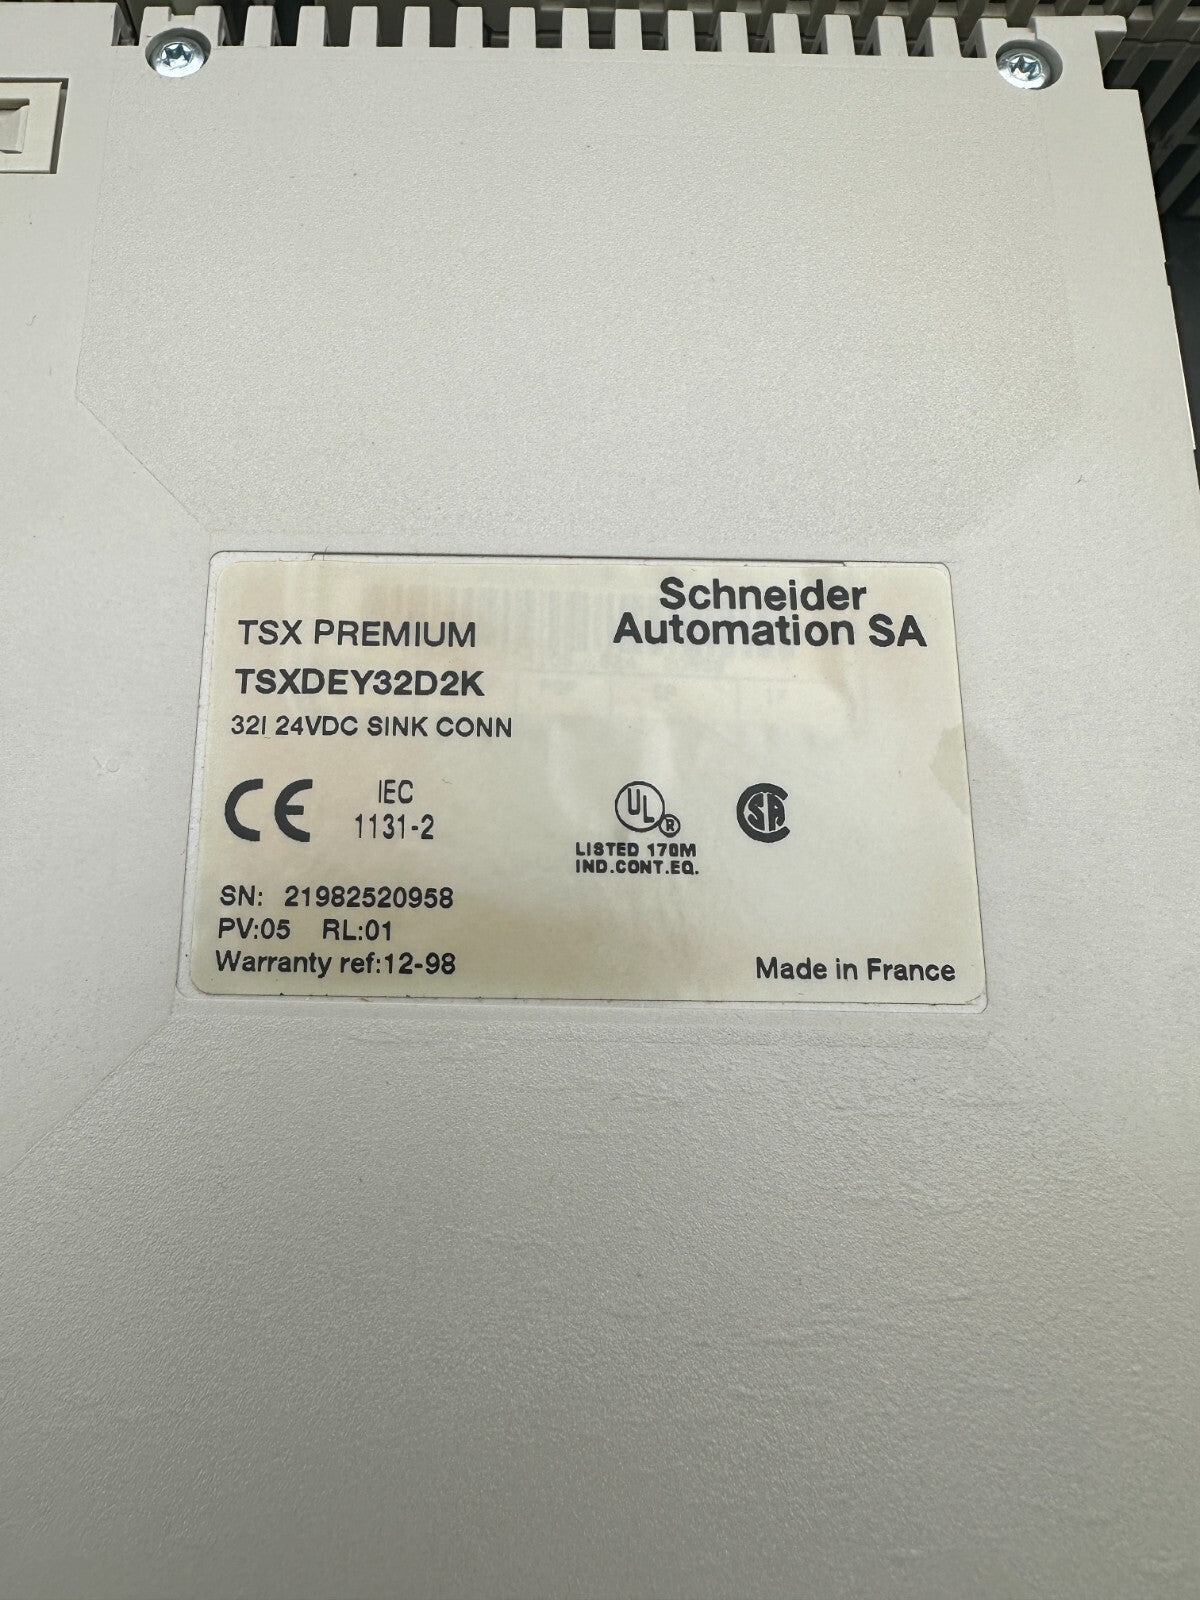 Schneider
Automation SA
TSX PREMIUM
TSXDEY32D2K
32I 24VDC SINK CONN
CE
IEC
1131-2
UL
®
SA
LISTED 170M
IND.CONT.EQ.
SN: 21982520958
PV:05 RL:01
Warranty ref:12-98
Made in France